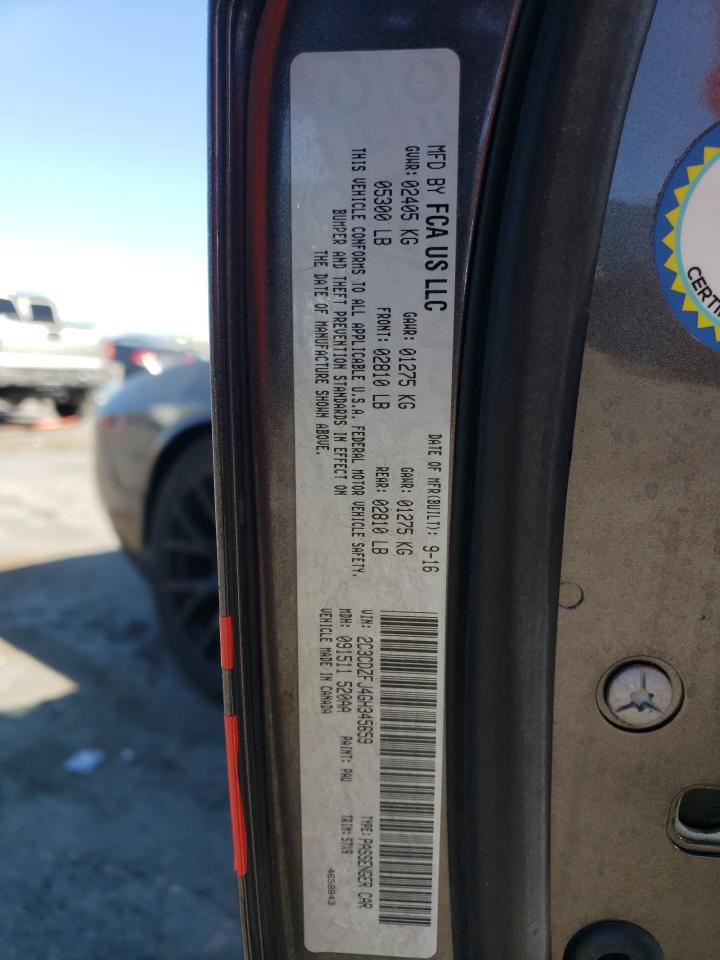 MFD BY FCA US LLC
DATE OF MFR(BUILT): 9-16
GVWR: 02405 KG
GAWR: 01275 KG
GAWR: 01275 KG
05300 LB
FRONT: 02810 LB
REAR: 02810 LB
THIS VEHICLE CONFORMS TO ALL APPLICABLE U.S.A. FEDERAL MOTOR VEHICLE SAFETY,
BUMPER AND THEFT PREVENTION STANDARDS IN EFFECT ON
THE DATE OF MANUFACTURE SHOWN ABOVE.
VIN: 2C3CDZFJ4GH345659
TYPE: PASSENGER CAR
MDH: 091511 520AA
PAINT: PAU
TRIM: S7X9
VEHICLE MADE IN CANADA
4658843